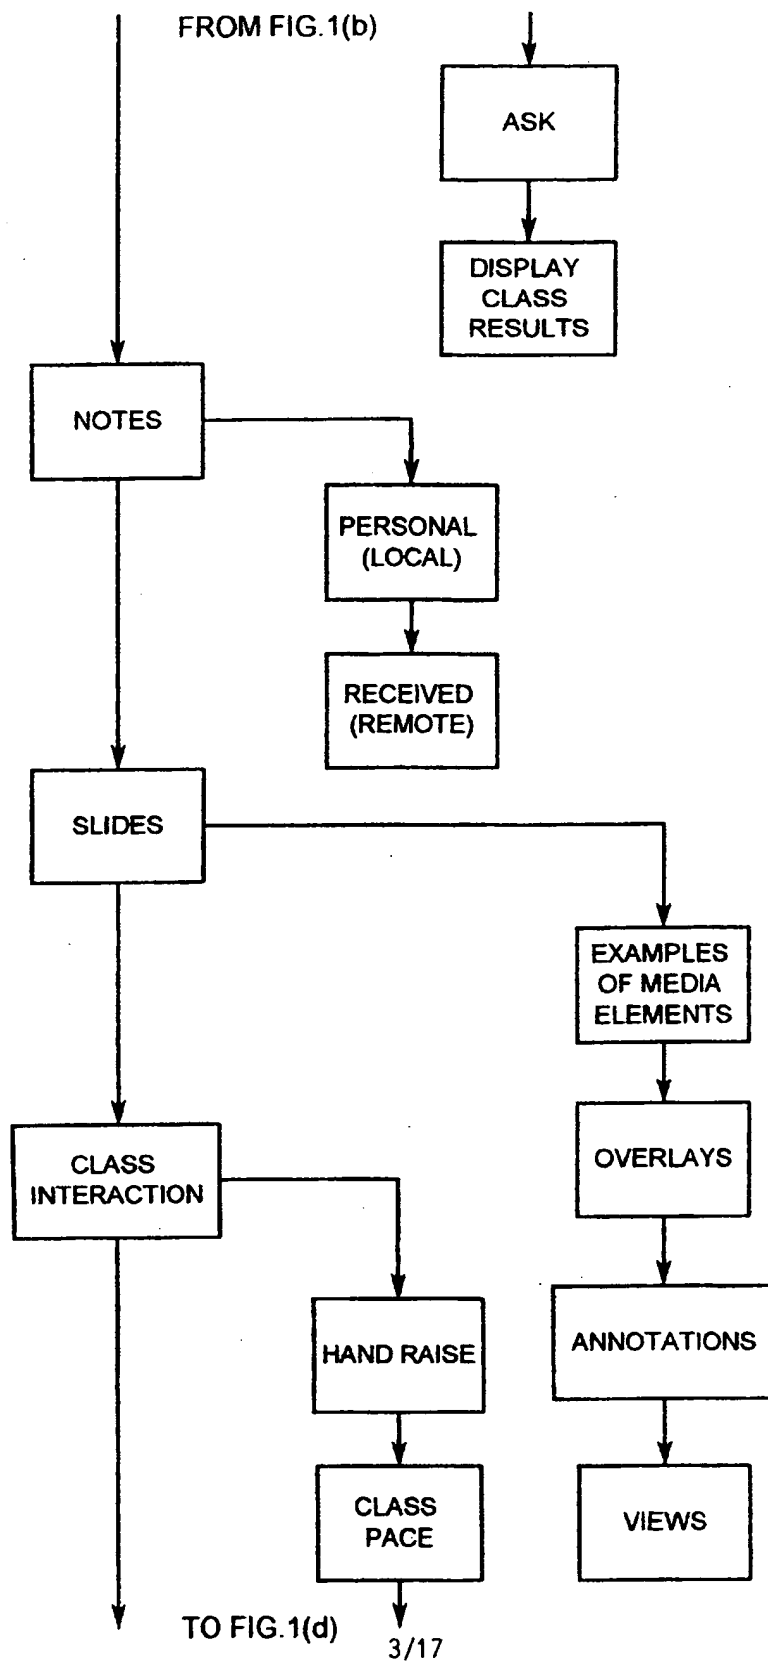 FROM FIG.1(b)
ASK
DISPLAY
CLASS
RESULTS
NOTES
PERSONAL
(LOCAL)
RECEIVED
(REMOTE)
SLIDES
EXAMPLES
OF MEDIA
ELEMENTS
CLASS
INTERACTION
OVERLAYS
HAND RAISE
ANNOTATIONS
CLASS
PACE
VIEWS
TO FIG.1(d)
3/17